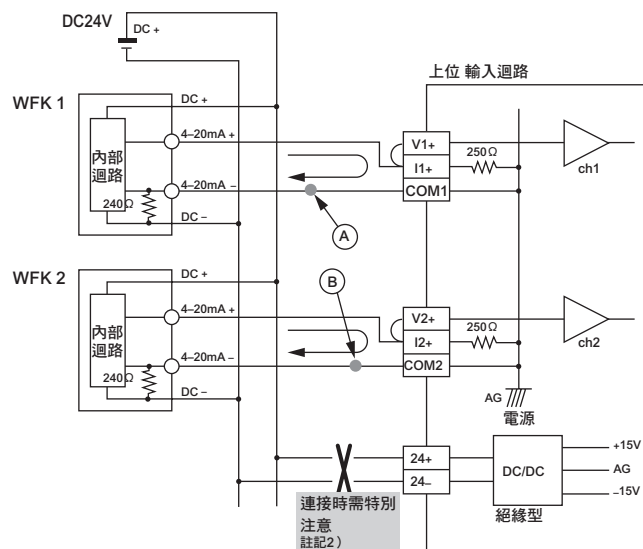 DC24V
DC +
上位 輸入迴路
WFK 1
DC +
4–20mA +
內部
迴路
240Ω
4–20mA –
DC –
V1+
I1+
COM1
250Ω
ch1
A
WFK 2
DC +
4–20mA +
內部
迴路
240Ω
4–20mA –
DC –
B
V2+
I2+
COM2
250Ω
ch2
AG
電源
24+
24–
DC/DC
+15V
AG
–15V
絕緣型
連接時需特別
注意
註記2）